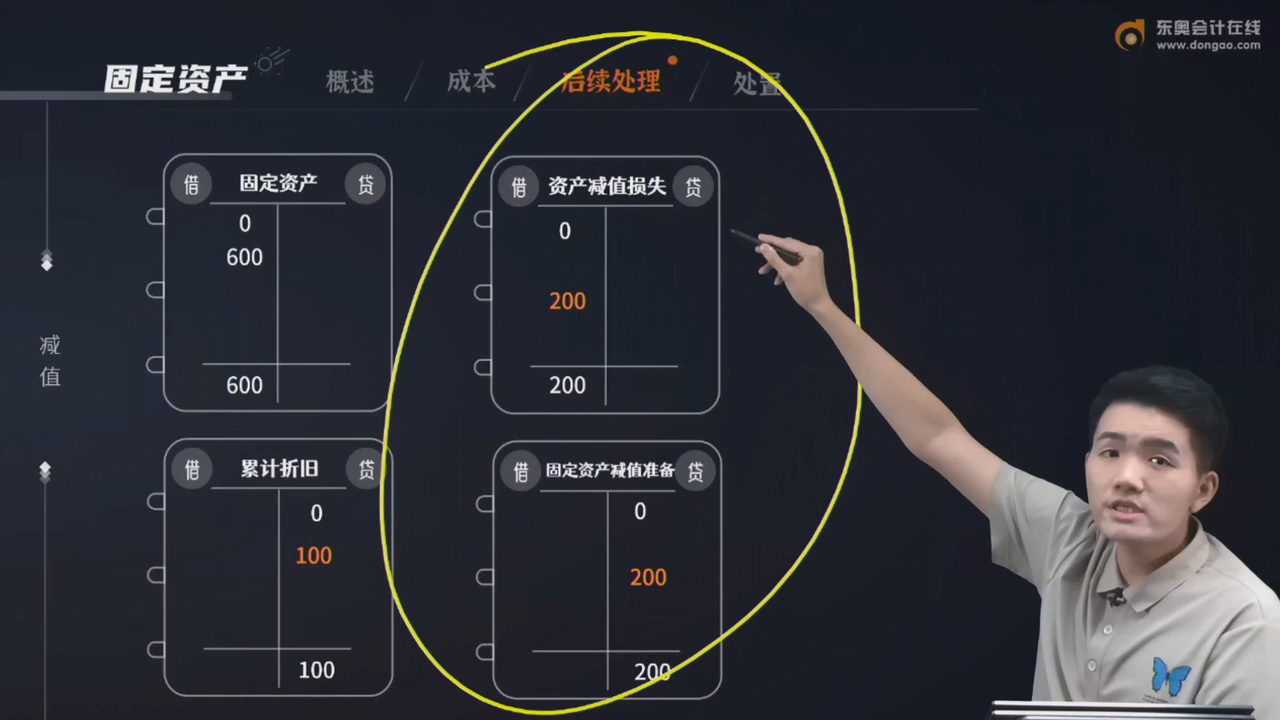 东奥会计在线
www.dongao.com
固定资产
概述 / 成本 / 后续处理 / 处置
减值
借 固定资产 贷
0
600
600
借 资产减值损失 贷
0
200
200
借 累计折旧 贷
0
100
100
借 固定资产减值准备 贷
0
200
200